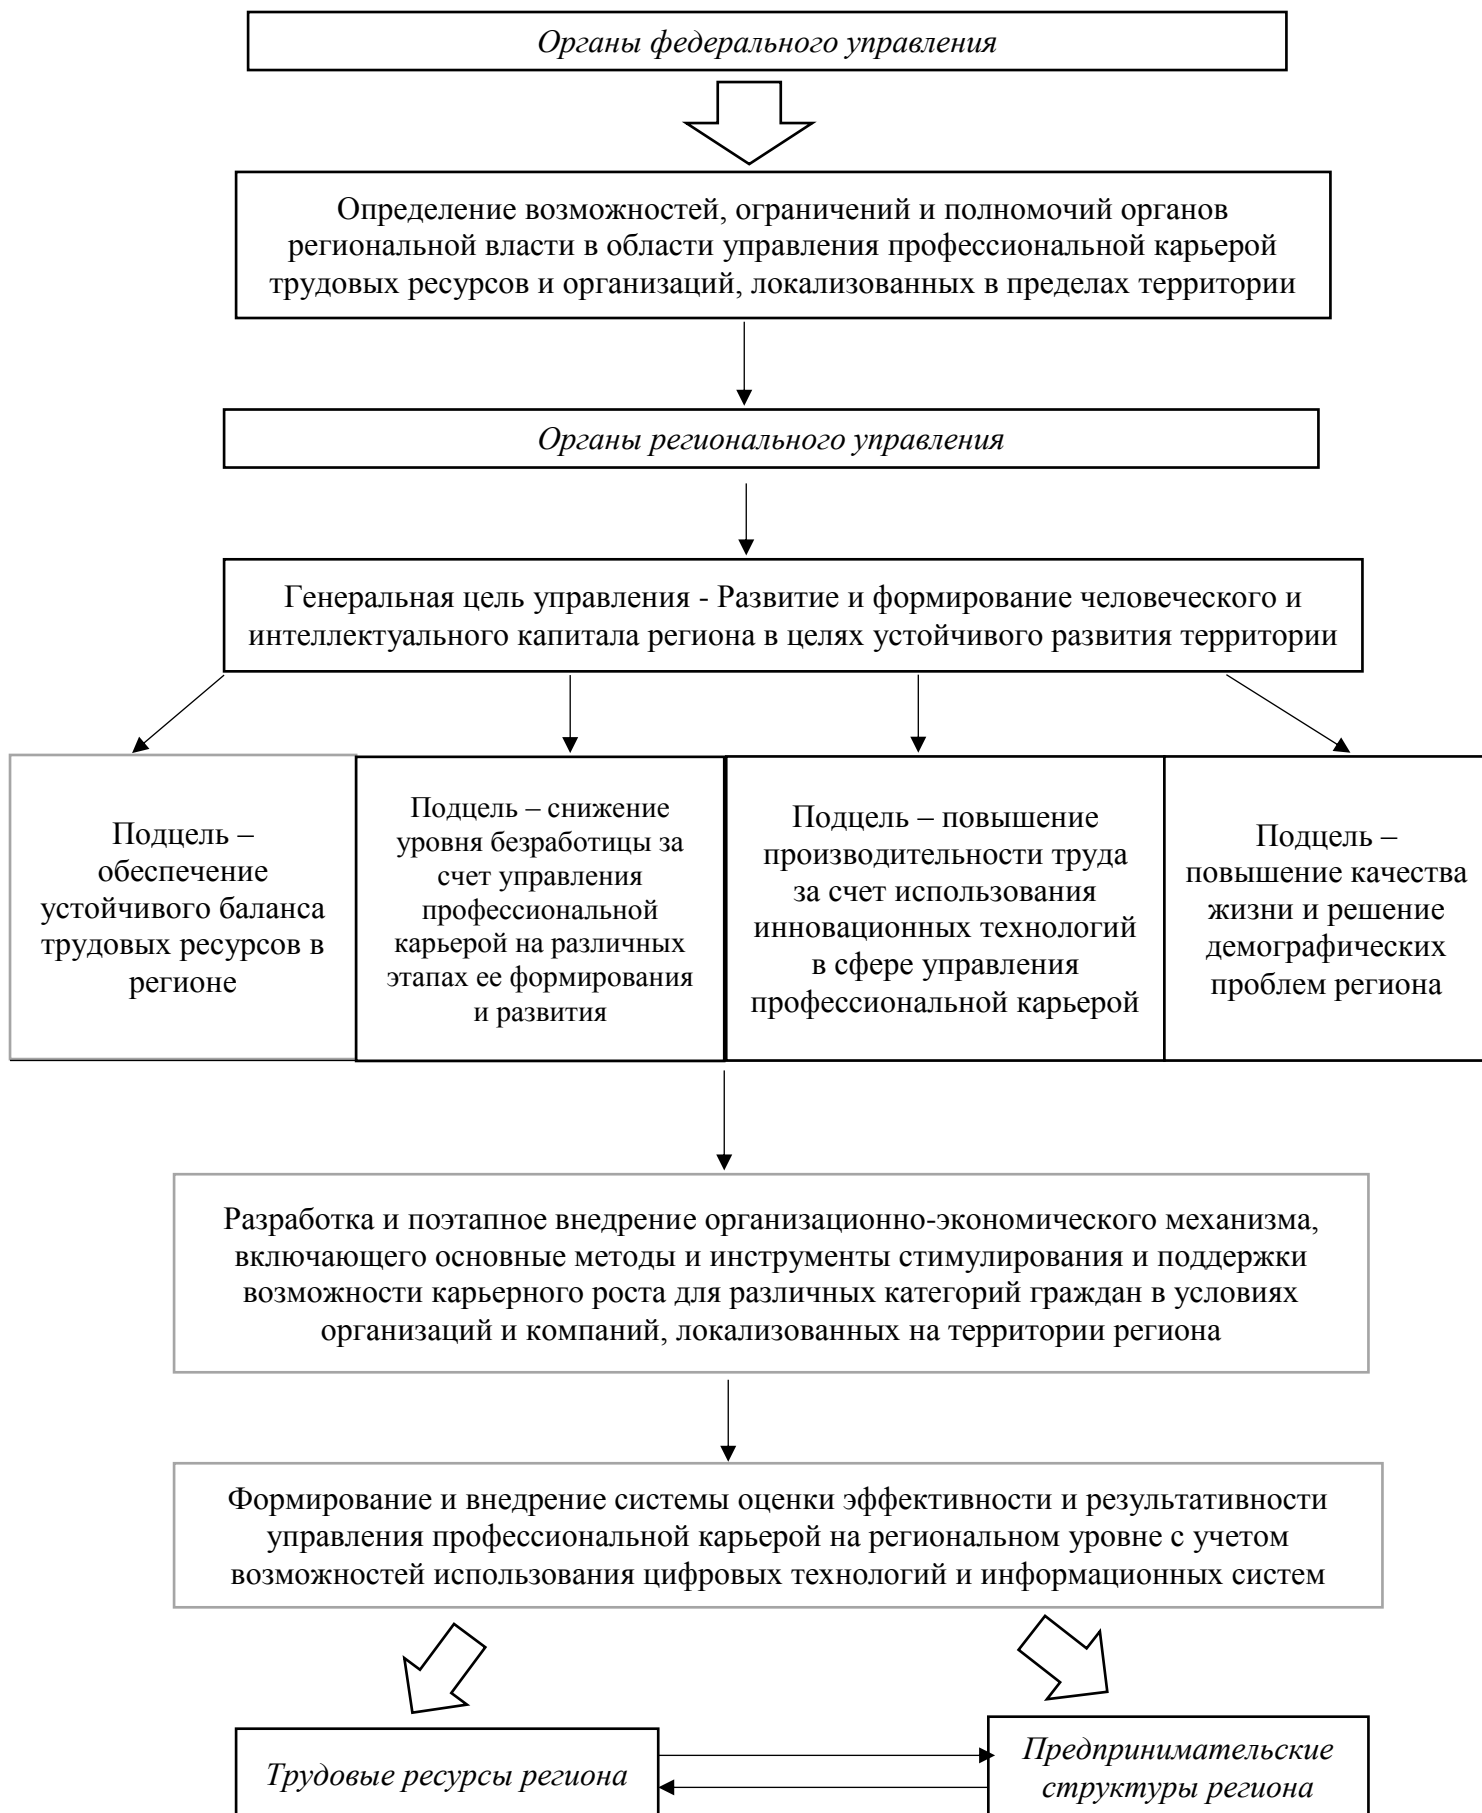 Органы федерального управления
Определение возможностей, ограничений и полномочий органов
региональной власти в области управления профессиональной карьерой
трудовых ресурсов и организаций, локализованных в пределах территории
Органы регионального управления
Генеральная цель управления - Развитие и формирование человеческого и
интеллектуального капитала региона в целях устойчивого развития территории
Подцель –
обеспечение
устойчивого баланса
трудовых ресурсов в
регионе
Подцель – снижение
уровня безработицы за
счет управления
профессиональной
карьерой на различных
этапах ее формирования
и развития
Подцель – повышение
производительности труда
за счет использования
инновационных технологий
в сфере управления
профессиональной карьерой
Подцель –
повышение качества
жизни и решение
демографических
проблем региона
Разработка и поэтапное внедрение организационно-экономического механизма,
включающего основные методы и инструменты стимулирования и поддержки
возможности карьерного роста для различных категорий граждан в условиях
организаций и компаний, локализованных на территории региона
Формирование и внедрение системы оценки эффективности и результативности
управления профессиональной карьерой на региональном уровне с учетом
возможностей использования цифровых технологий и информационных систем
Трудовые ресурсы региона
Предпринимательские
структуры региона